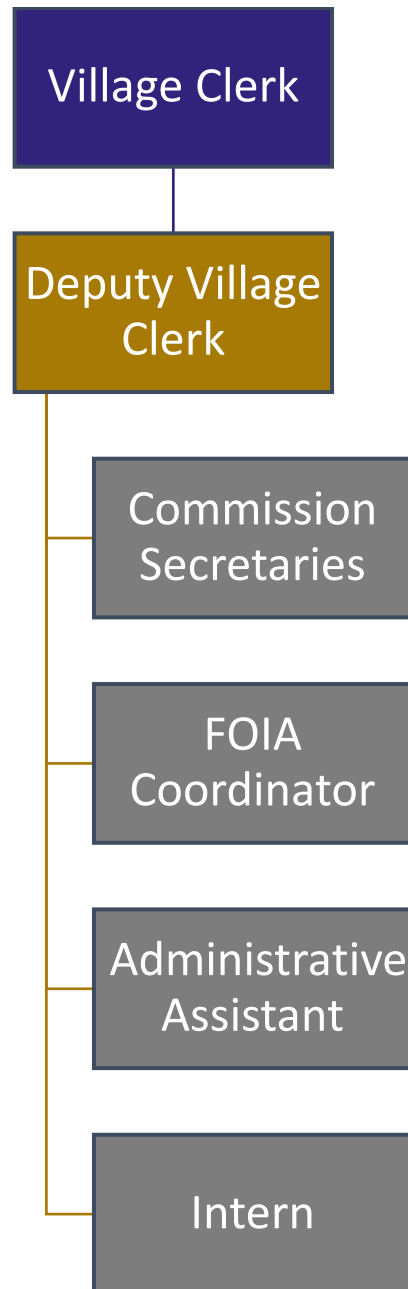 Village Clerk
Deputy Village
Clerk
Commission
Secretaries
FOIA
Coordinator
Administrative
Assistant
Intern